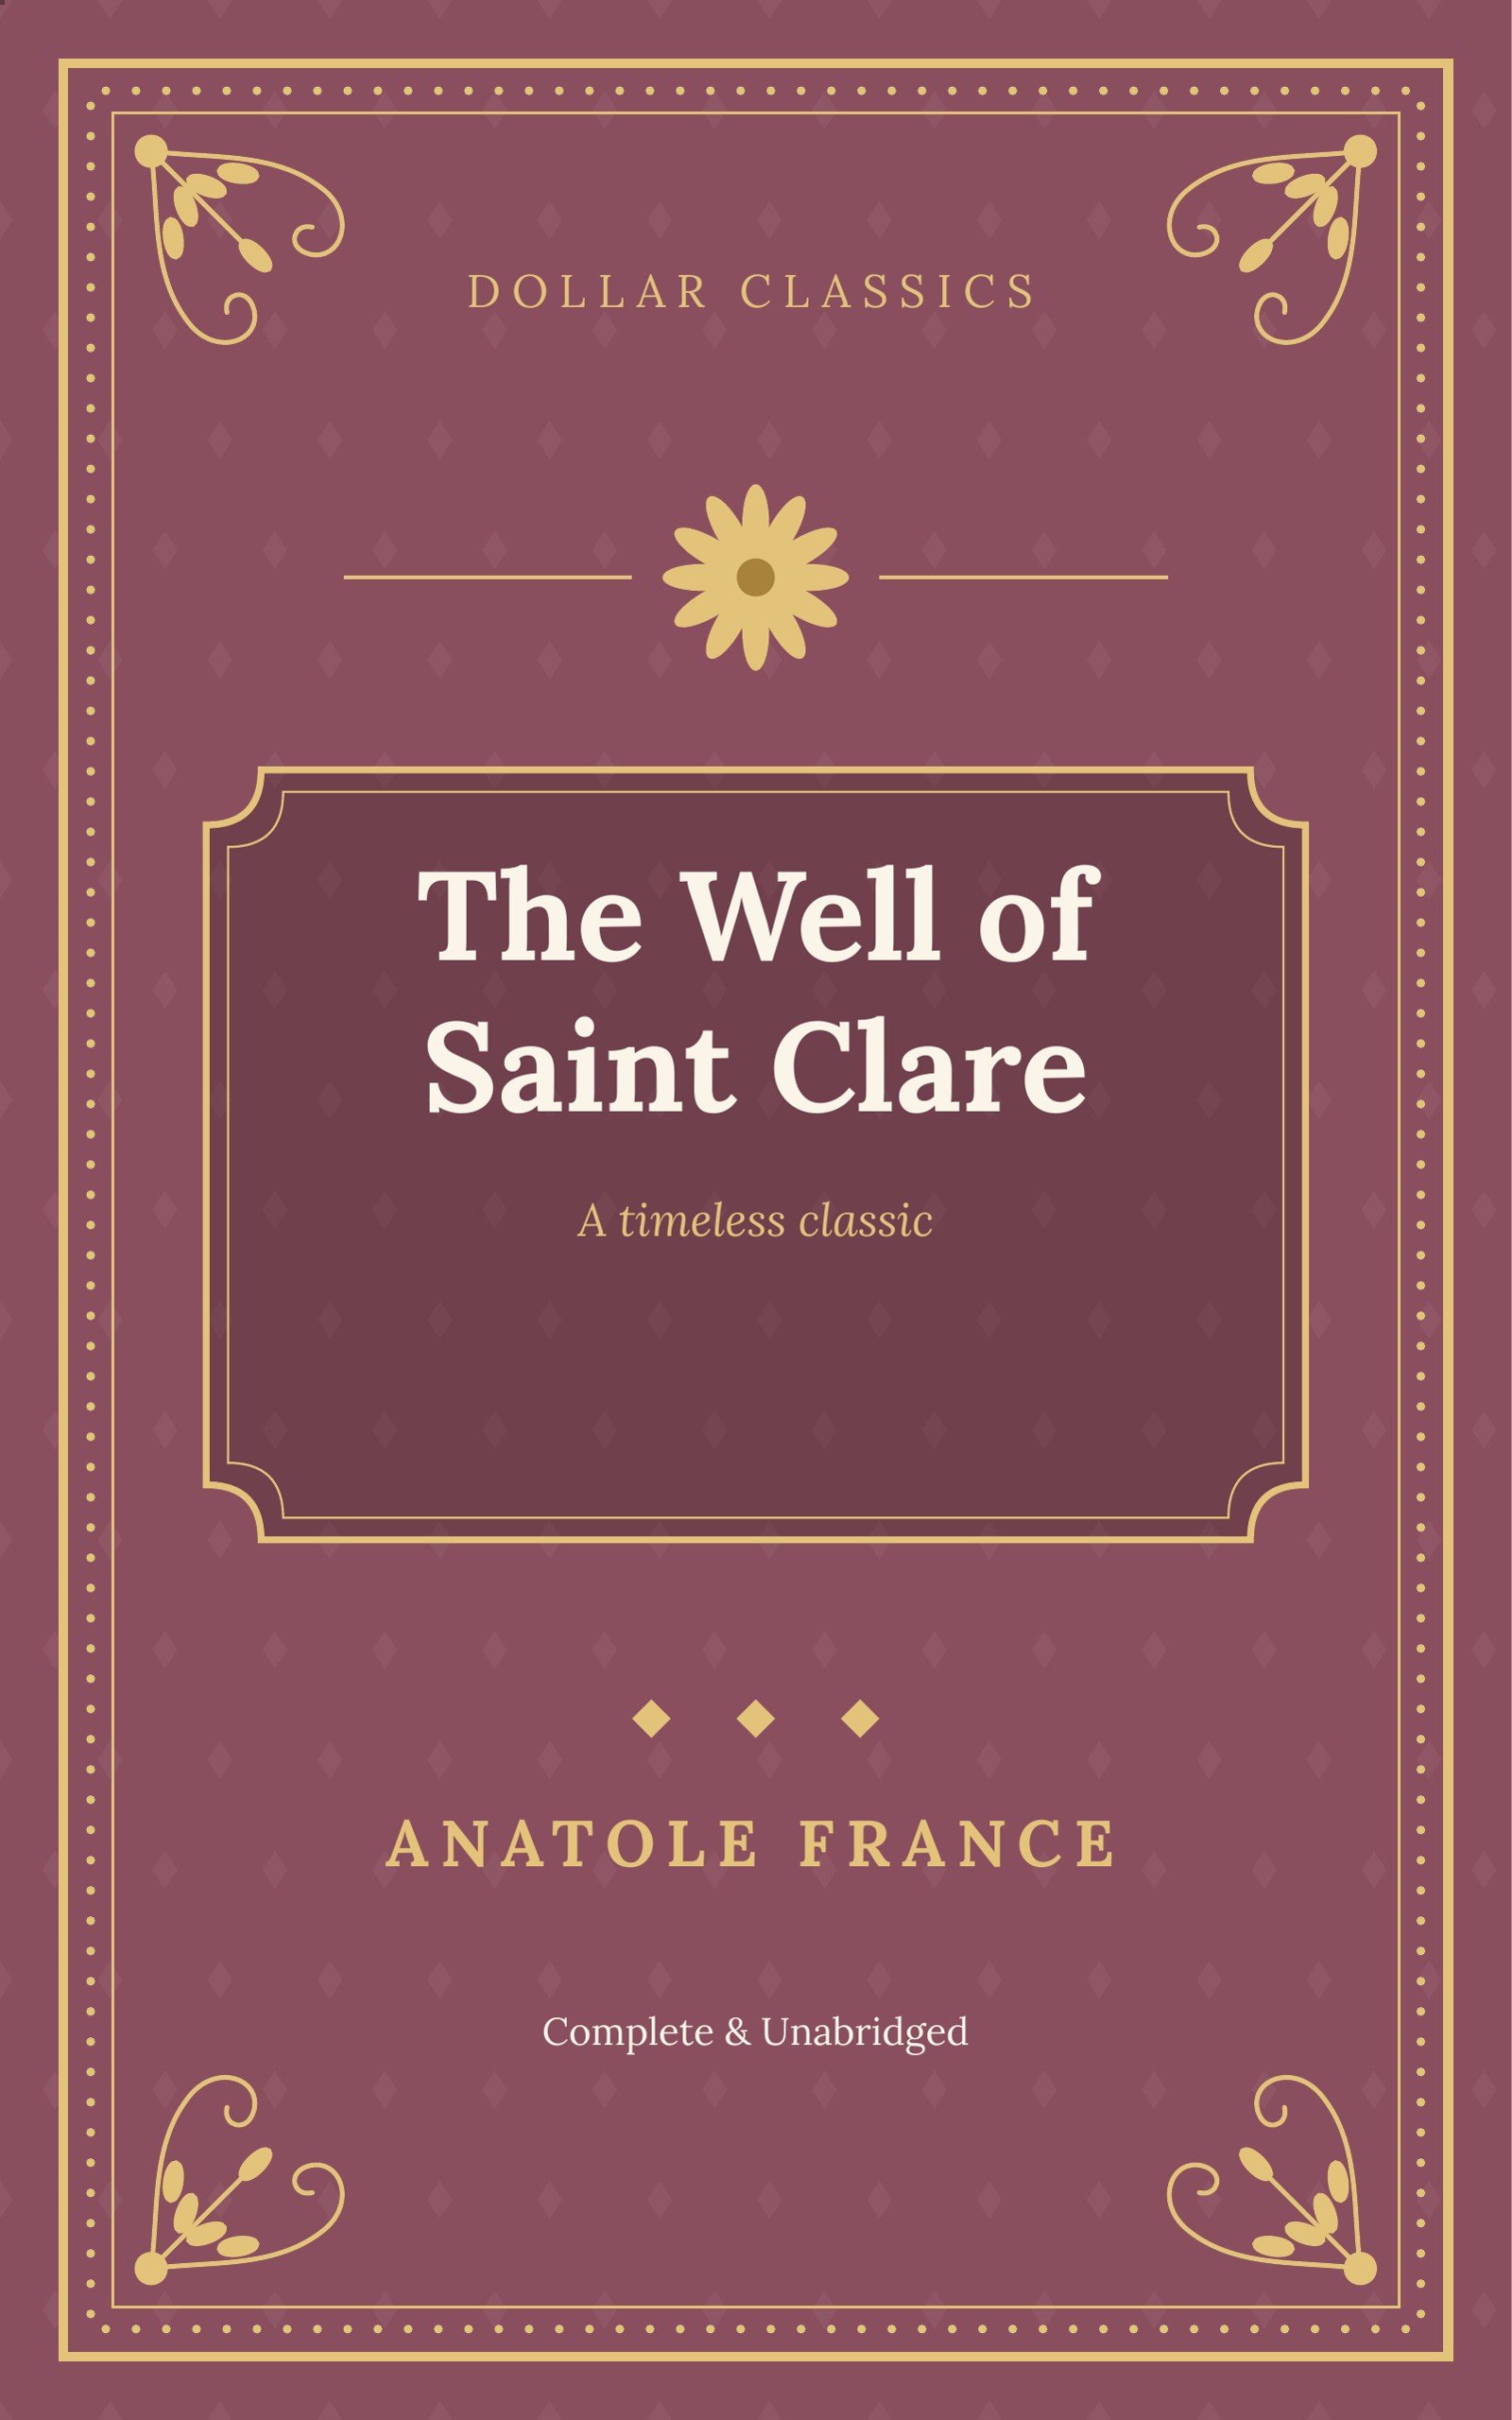 DOLLAR CLASSICS
The Well of
Saint Clare
A timeless classic
ANATOLE FRANCE
Complete & Unabridged